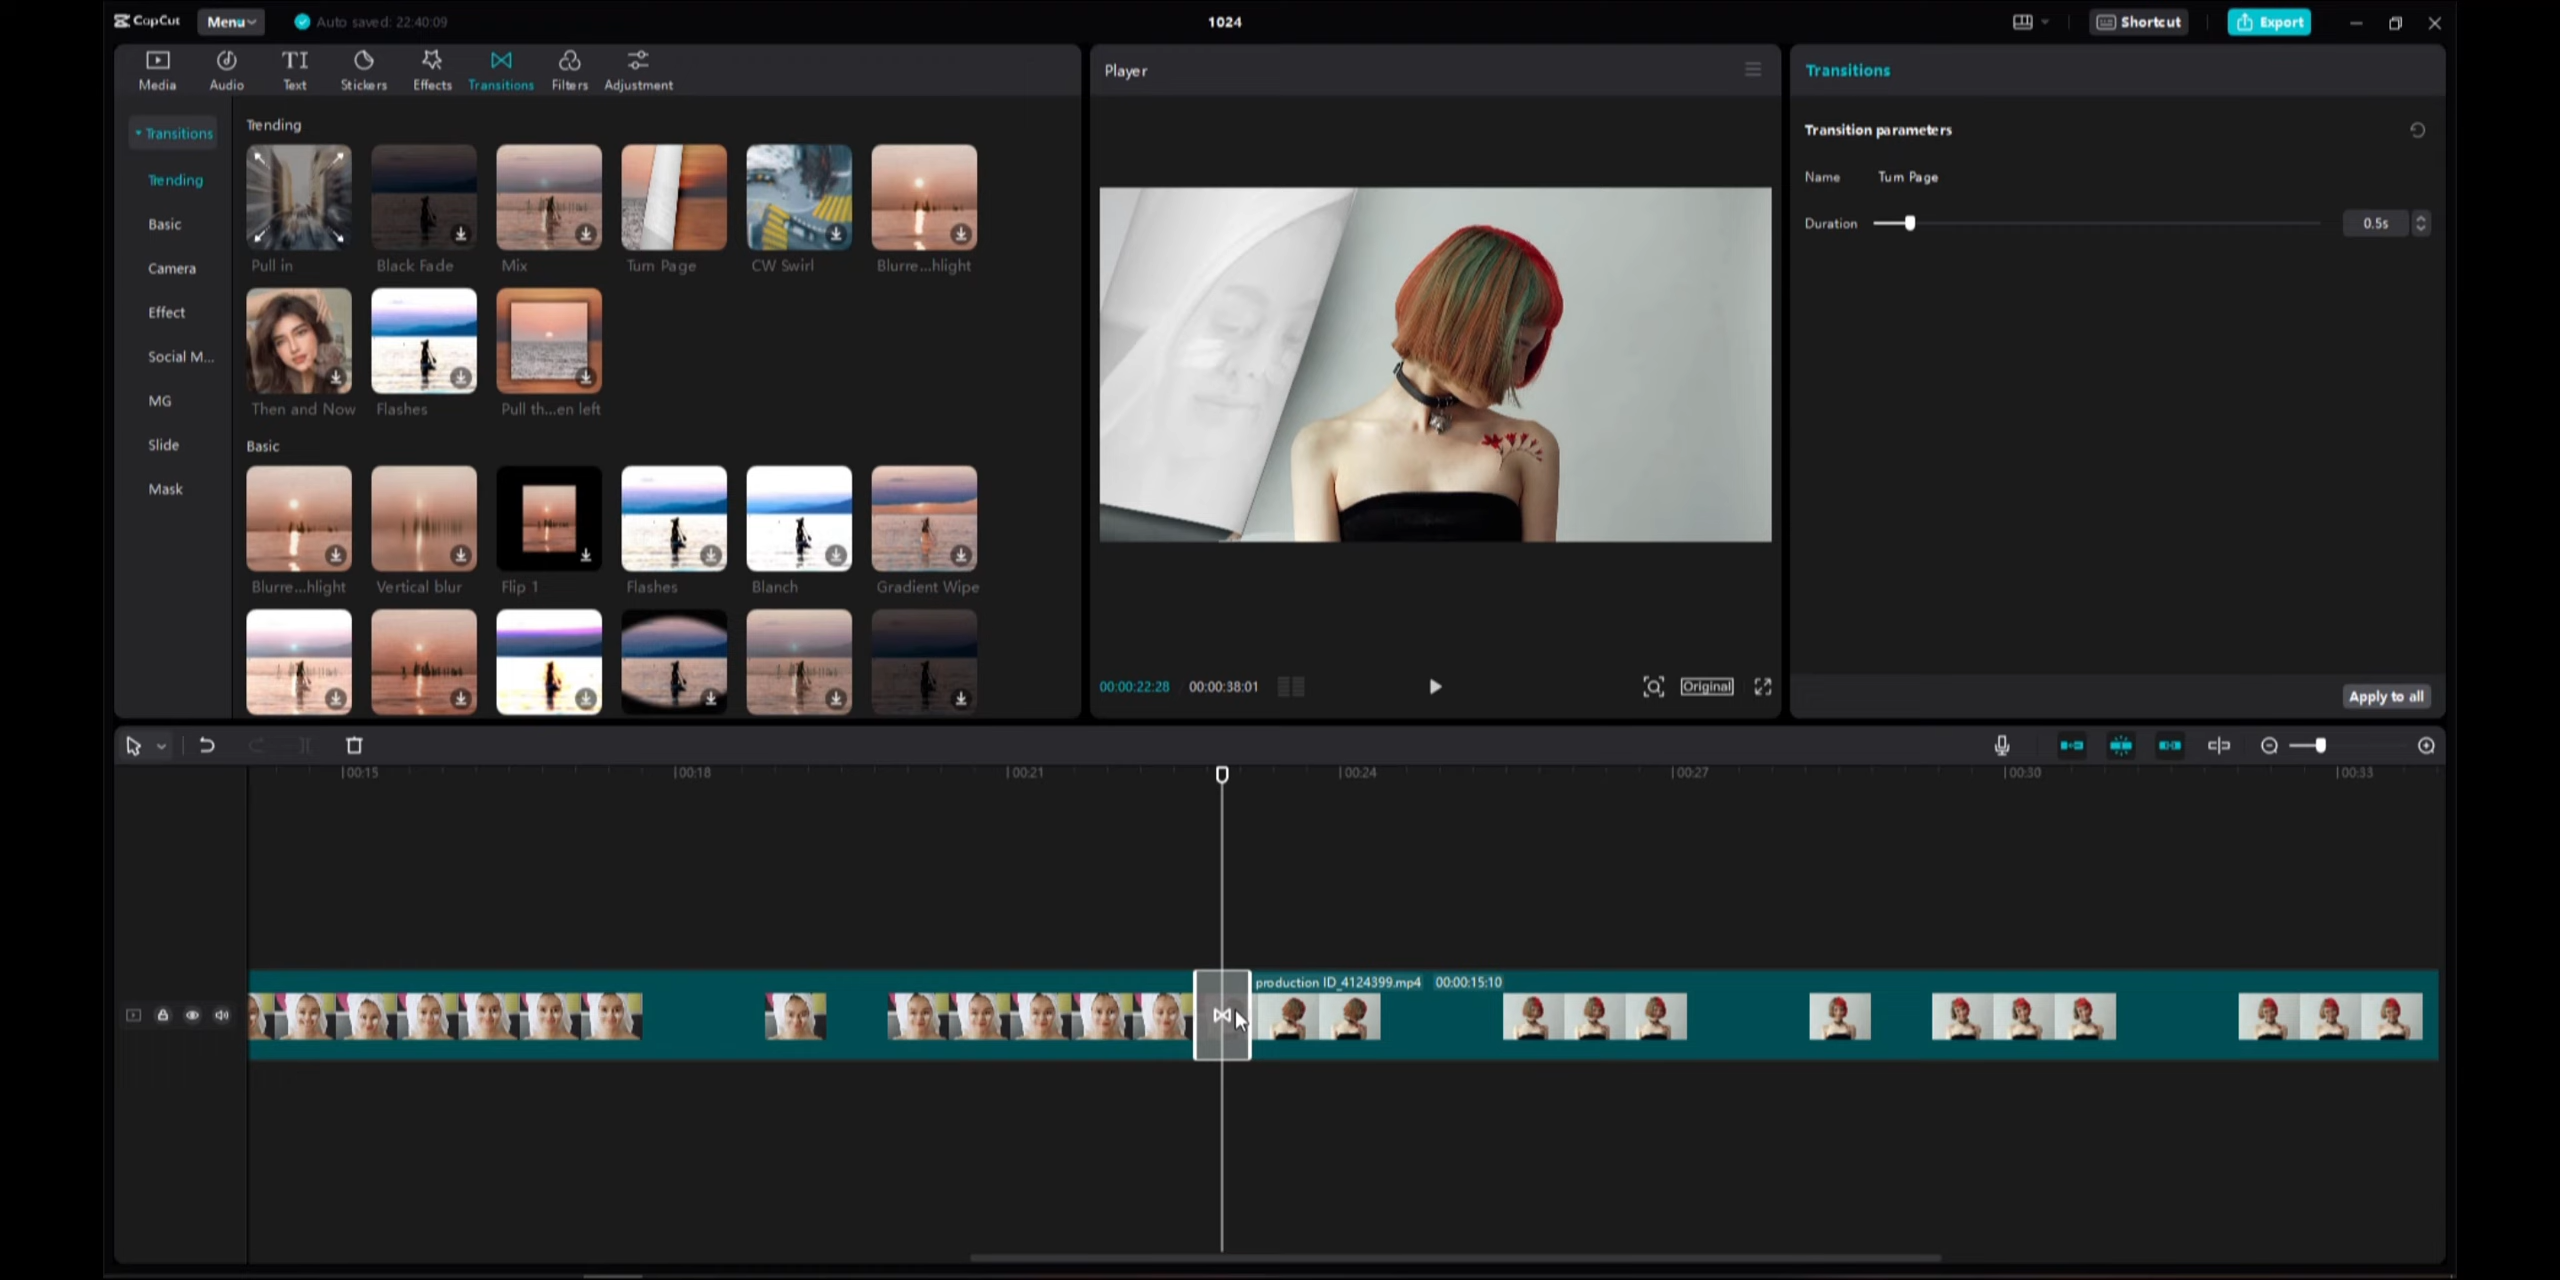 CapCut Menu Auto saved: 22:40:09 1024 Shortcut Export
Media Audio TI Text Stickers Effects Transitions Filters Adjustment
Transitions
Trending
Basic
Camera
Effect
Social M...
MG
Slide
Mask
Trending
Pull in Black Fade Mix Turn Page CW Swirl Blurre...hlight
Then and Now Flashes Pull th...en left
Basic
Blurre...hlight Vertical blur Flip 1 Flashes Blanch Gradient Wipe
Player
00:00:22:28 00:00:38:01 Original
Transitions
Transition parameters
Name Turn Page
Duration 0.5s
Apply to all
00:15 00:18 00:21 00:24 00:27 00:30 00:33
production ID_4124399.mp4 00:00:15:10